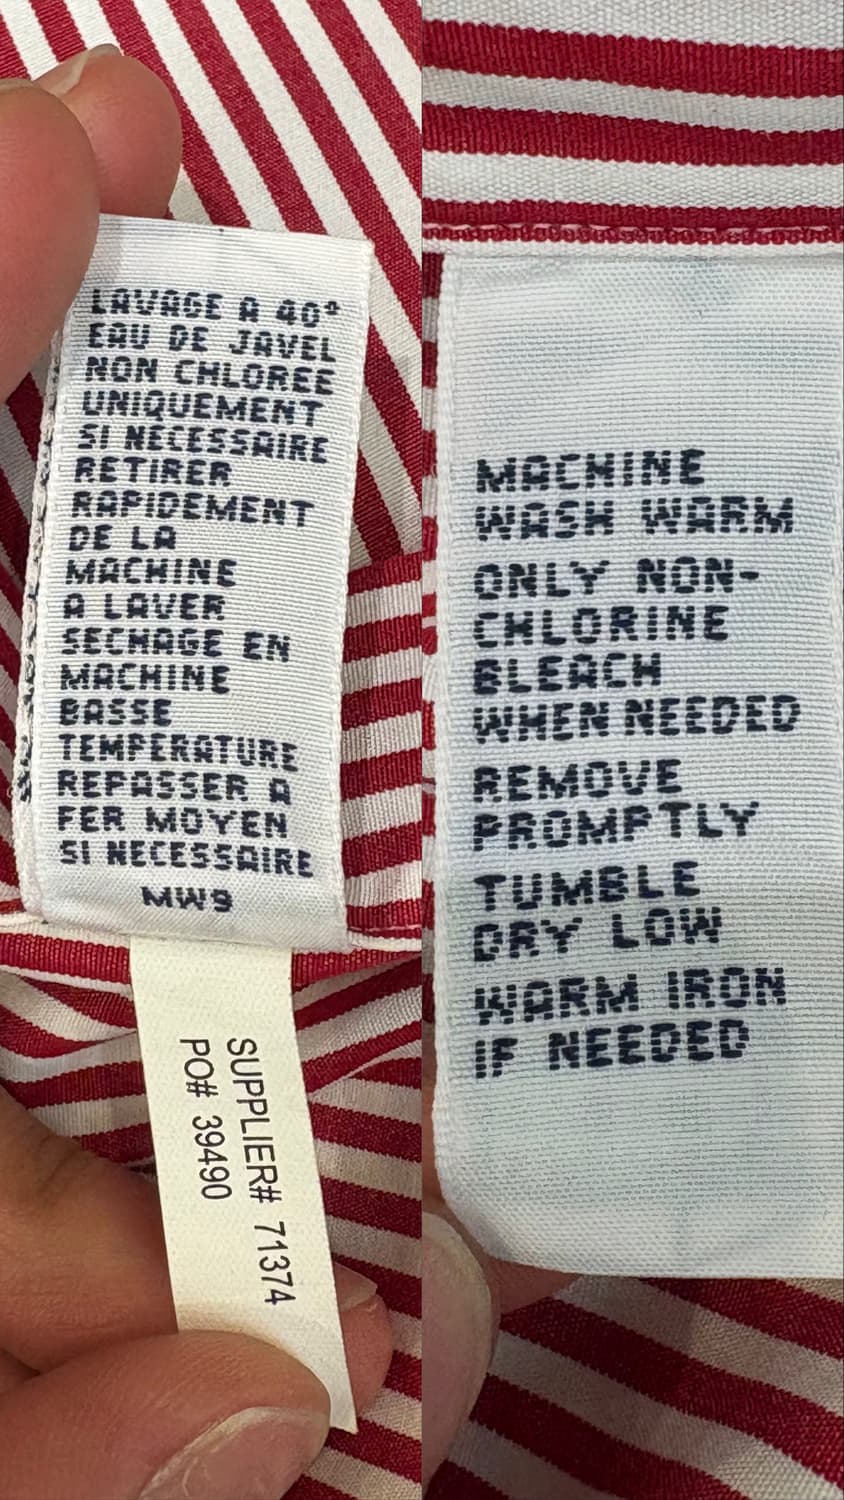 LAVAGE A 40°
EAU DE JAVEL
NON CHLOREE
UNIQUEMENT
SI NECESSAIRE
RETIRER
RAPIDEMENT
DE LA
MACHINE
A LAVER
SECHAGE EN
MACHINE
BASSE
TEMPERATURE
REPASSER A
FER MOYEN
SI NECESSAIRE
MW9
SUPPLIER# 71374
PO# 39490
MACHINE
WASH WARM
ONLY NON-
CHLORINE
BLEACH
WHEN NEEDED
REMOVE
PROMPTLY
TUMBLE
DRY LOW
WARM IRON
IF NEEDED